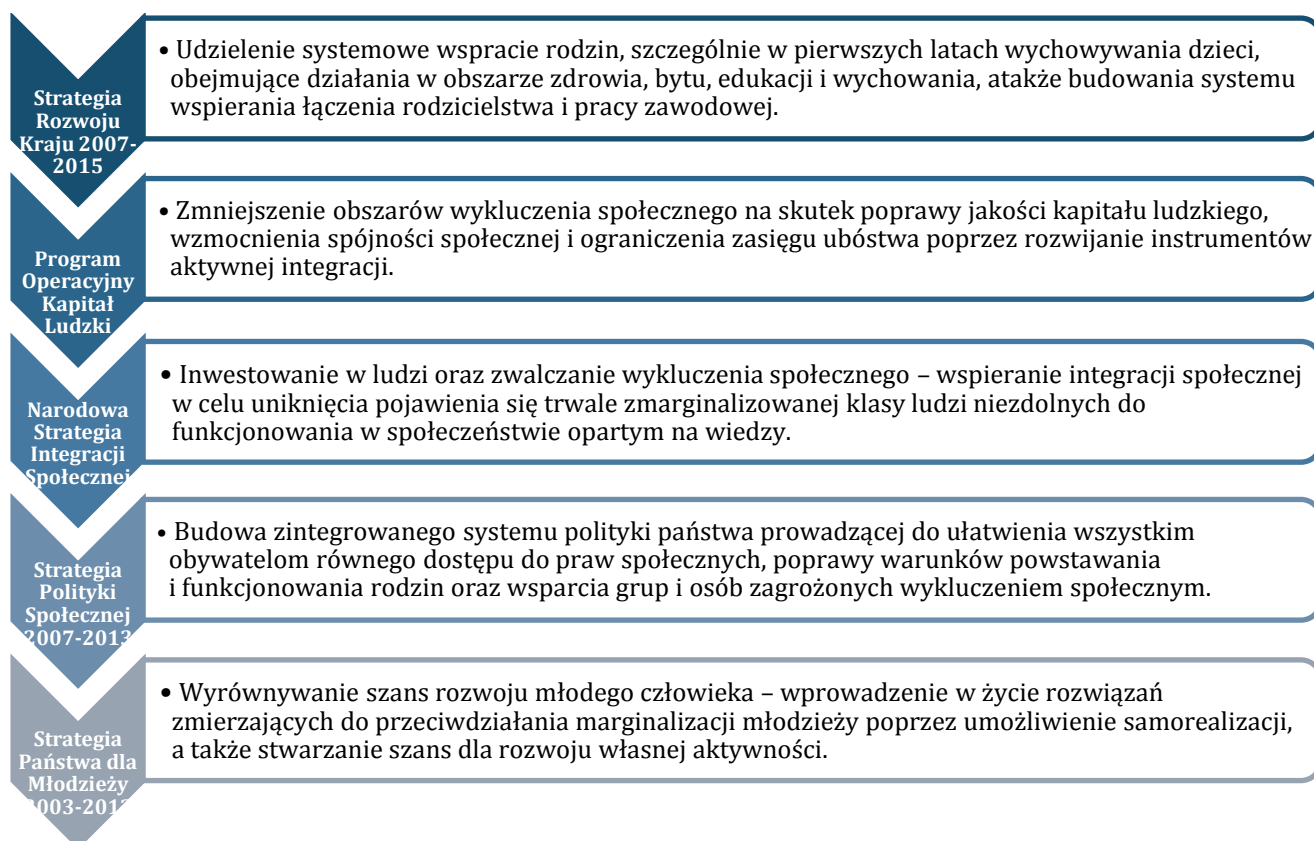 Strategia
Rozwoju
Kraju 2007-
2015
• Udzielenie systemowe wspracie rodzin, szczególnie w pierwszych latach wychowywania dzieci,
obejmujące działania w obszarze zdrowia, bytu, edukacji i wychowania, atakże budowania systemu
wspierania łączenia rodzicielstwa i pracy zawodowej.
Program
Operacyjny
Kapitał
Ludzki
• Zmniejszenie obszarów wykluczenia społecznego na skutek poprawy jakości kapitału ludzkiego,
wzmocnienia spójności społecznej i ograniczenia zasięgu ubóstwa poprzez rozwijanie instrumentów
aktywnej integracji.
Narodowa
Strategia
Integracji
Społecznej
• Inwestowanie w ludzi oraz zwalczanie wykluczenia społecznego – wspieranie integracji społecznej
w celu uniknięcia pojawienia się trwale zmarginalizowanej klasy ludzi niezdolnych do
funkcjonowania w społeczeństwie opartym na wiedzy.
Strategia
Polityki
Społecznej
2007-2013
• Budowa zintegrowanego systemu polityki państwa prowadzącej do ułatwienia wszystkim
obywatelom równego dostępu do praw społecznych, poprawy warunków powstawania
i funkcjonowania rodzin oraz wsparcia grup i osób zagrożonych wykluczeniem społecznym.
Strategia
Państwa dla
Młodzieży
• Wyrównywanie szans rozwoju młodego człowieka – wprowadzenie w życie rozwiązań
zmierzających do przeciwdziałania marginalizacji młodzieży poprzez umożliwienie samorealizacji,
a także stwarzanie szans dla rozwoju własnej aktywności.